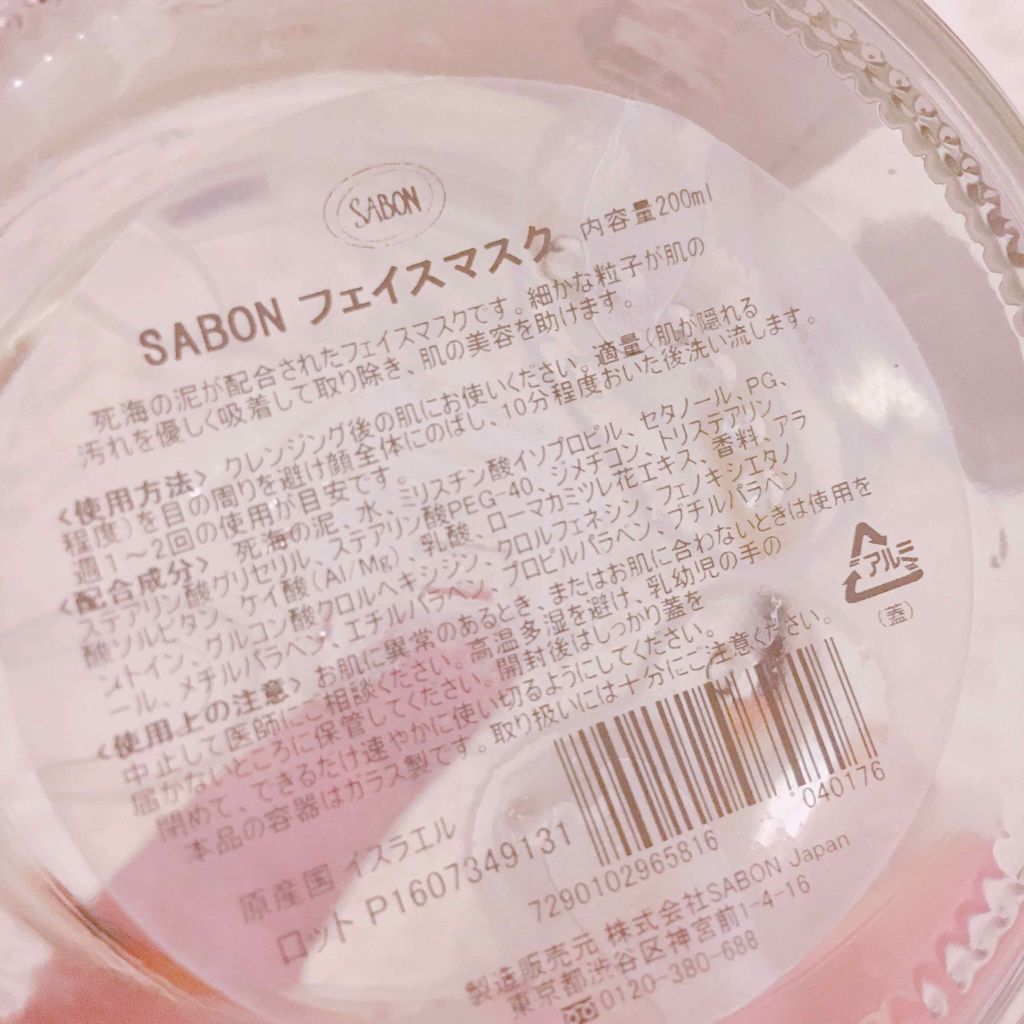 SABON
SABON フェイスマスク 内容量200ml
死海の泥が配合されたフェイスマスクです。細かな粒子が肌の
汚れを優しく吸着して取り除き、肌の美容を助けます。
<使用方法> クレンジング後の肌にお使いください。適量(肌が隠れる
程度)を目の周りを避け顔全体にのばし、10分程度おいた後洗い流します。
週1～2回の使用が目安です。
<配合成分> 死海の泥、水、ミリスチン酸イソプロピル、セタノール、PG、
ステアリン酸グリセリル、ステアリン酸PEG-40、ジメチコン、トリステアリン
酸ソルビタン、ケイ酸(Al/Mg)、乳酸、ローマカミツレ花エキス、香料、アラ
ントイン、グルコン酸クロルヘキシジン、クロルフェネシン、フェノキシエタノ
ール、メチルパラベン、エチルパラベン、プロピルパラベン、ブチルパラベン
<使用上の注意> お肌に異常のあるとき、またはお肌に合わないときは使用を
中止して医師にご相談ください。高温多湿を避け、乳幼児の手の
届かないところに保管してください。開封後はしっかり蓋を
閉めて、できるだけ速やかに使い切るようにしてください。
本品の容器はガラス製です。取り扱いには十分にご注意ください。
アルミ
(蓋)
原産国 イスラエル
ロット P1607349131
7290102965816
040176
製造販売元 株式会社SABON Japan
東京都渋谷区神宮前1-4-16
0120-380-688